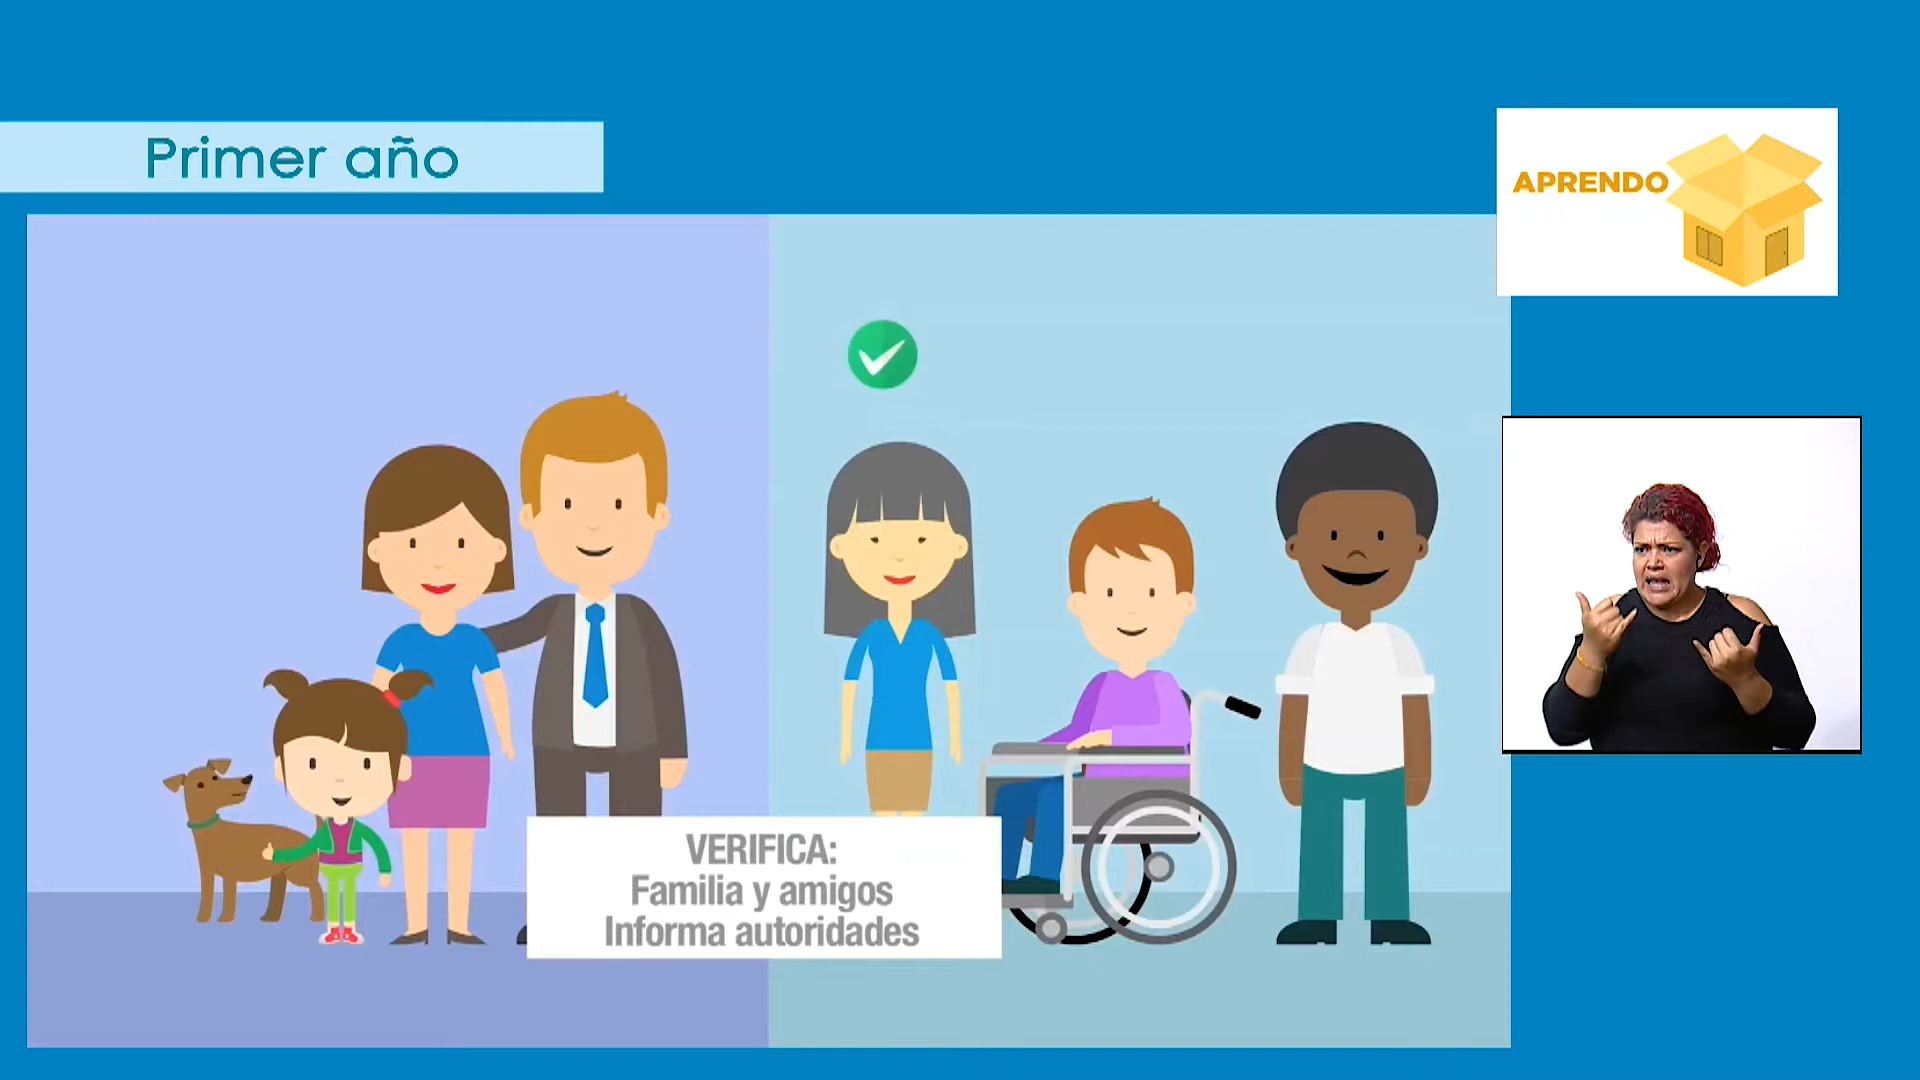 Primer año
APRENDO
VERIFICA:
Familia y amigos
Informa autoridades